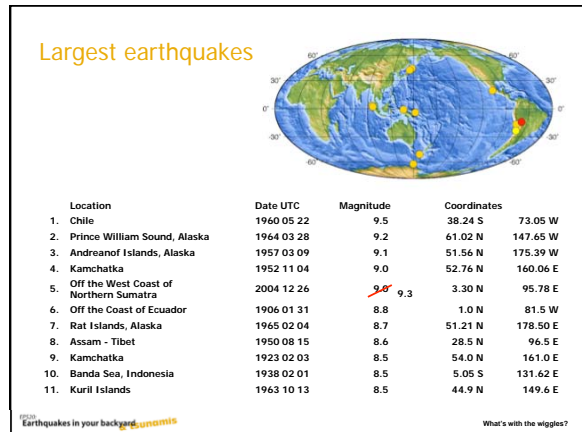 Largest earthquakes
60˚ 60˚
30˚ 30˚
0˚ 0˚
-30˚ -30˚
-60˚ -60˚
Location Date UTC Magnitude Coordinates
1. Chile 1960 05 22 9.5 38.24 S 73.05 W
2. Prince William Sound, Alaska 1964 03 28 9.2 61.02 N 147.65 W
3. Andreanof Islands, Alaska 1957 03 09 9.1 51.56 N 175.39 W
4. Kamchatka 1952 11 04 9.0 52.76 N 160.06 E
5. Off the West Coast of
Northern Sumatra 2004 12 26 9.0 9.3 3.30 N 95.78 E
6. Off the Coast of Ecuador 1906 01 31 8.8 1.0 N 81.5 W
7. Rat Islands, Alaska 1965 02 04 8.7 51.21 N 178.50 E
8. Assam - Tibet 1950 08 15 8.6 28.5 N 96.5 E
9. Kamchatka 1923 02 03 8.5 54.0 N 161.0 E
10. Banda Sea, Indonesia 1938 02 01 8.5 5.05 S 131.62 E
11. Kuril Islands 1963 10 13 8.5 44.9 N 149.6 E
EPS20
Earthquakes in your backyard & tsunamis
What's with the wiggles?